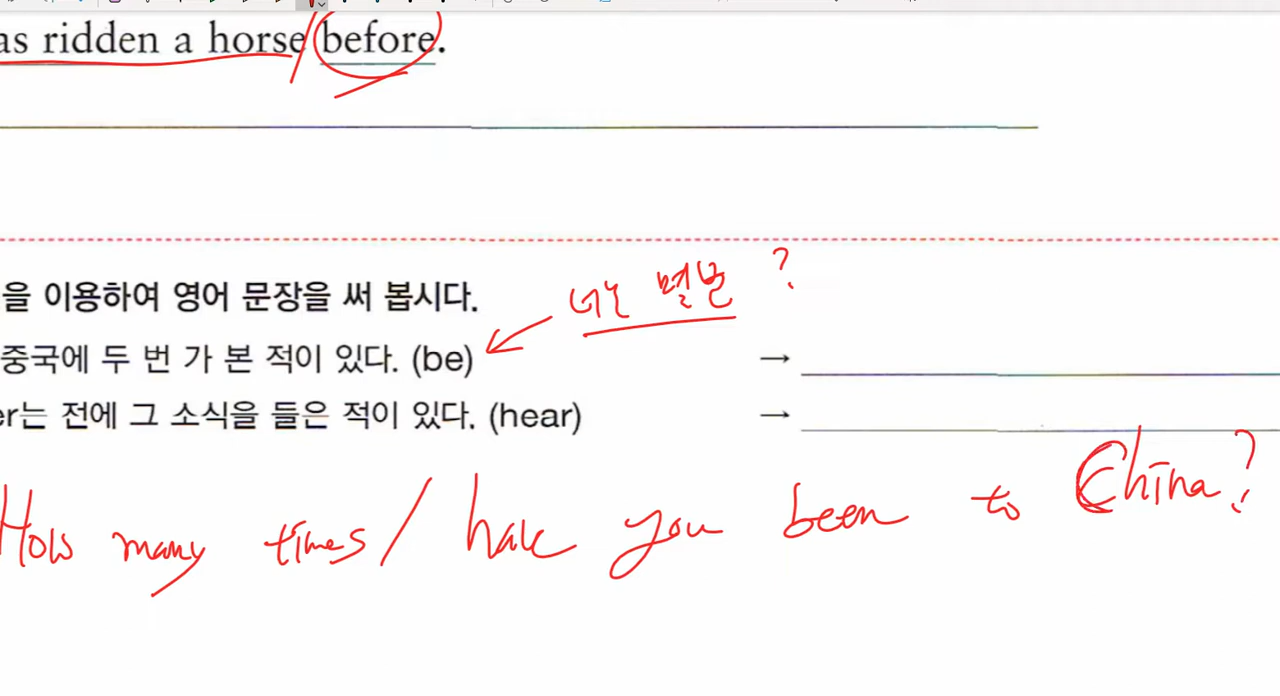 as ridden a horse / before.
을 이용하여 영어 문장을 써 봅시다.
너는 몇번 ?
중국에 두 번 가 본 적이 있다. (be) →
er는 전에 그 소식을 들은 적이 있다. (hear) →
How many times / have you been to China?